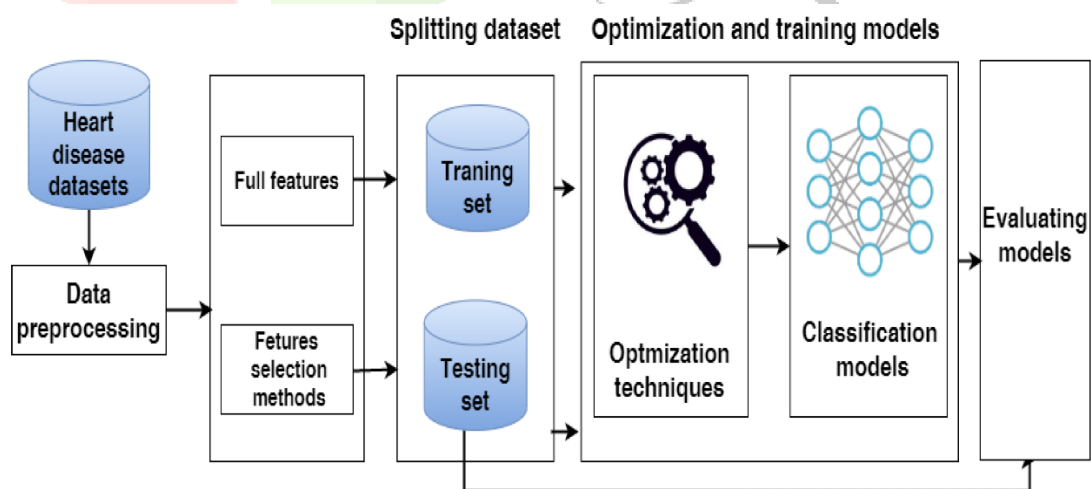 Splitting dataset
Optimization and training models
Heart
disease
datasets
Data
preprocessing
Full features
Fetures
selection
methods
Traning
set
Testing
set
Optmization
techniques
Classification
models
Evaluating
models